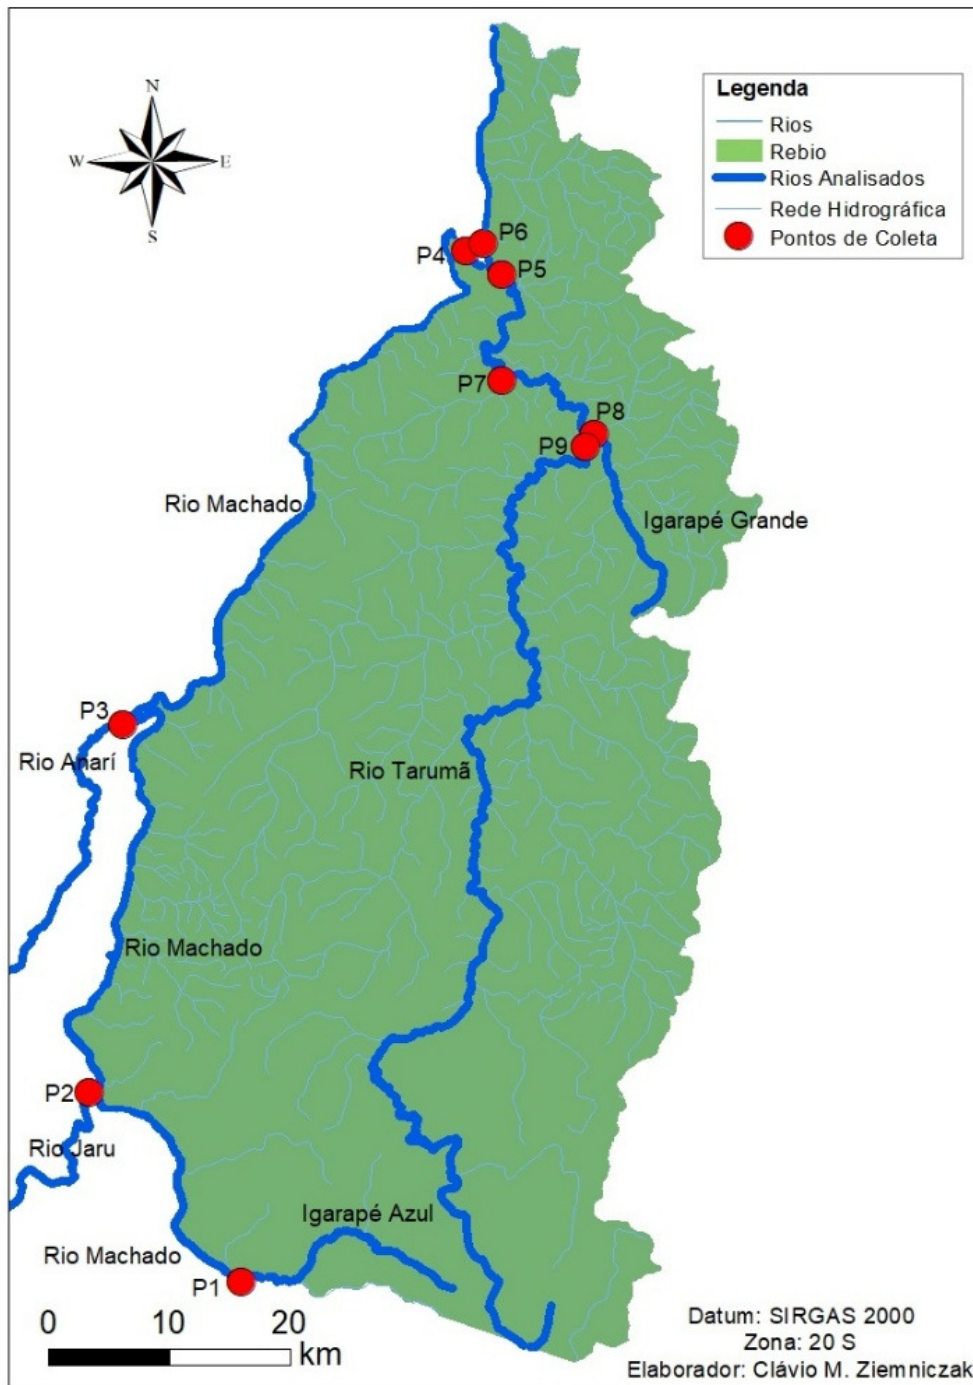 N
W
E
S
Legenda
Rios
Rebio
Rios Analisados
Rede Hidrográfica
Pontos de Coleta
P6
P4
P5
P7
P8
P9
Rio Machado
Igarapé Grande
P3
Rio Anarí
Rio Tarumã
Rio Machado
P2
Rio Jaru
Igarapé Azul
Rio Machado
P1
0 10 20
km
Datum: SIRGAS 2000
Zona: 20 S
Elaborador: Clávio M. Ziemniczak